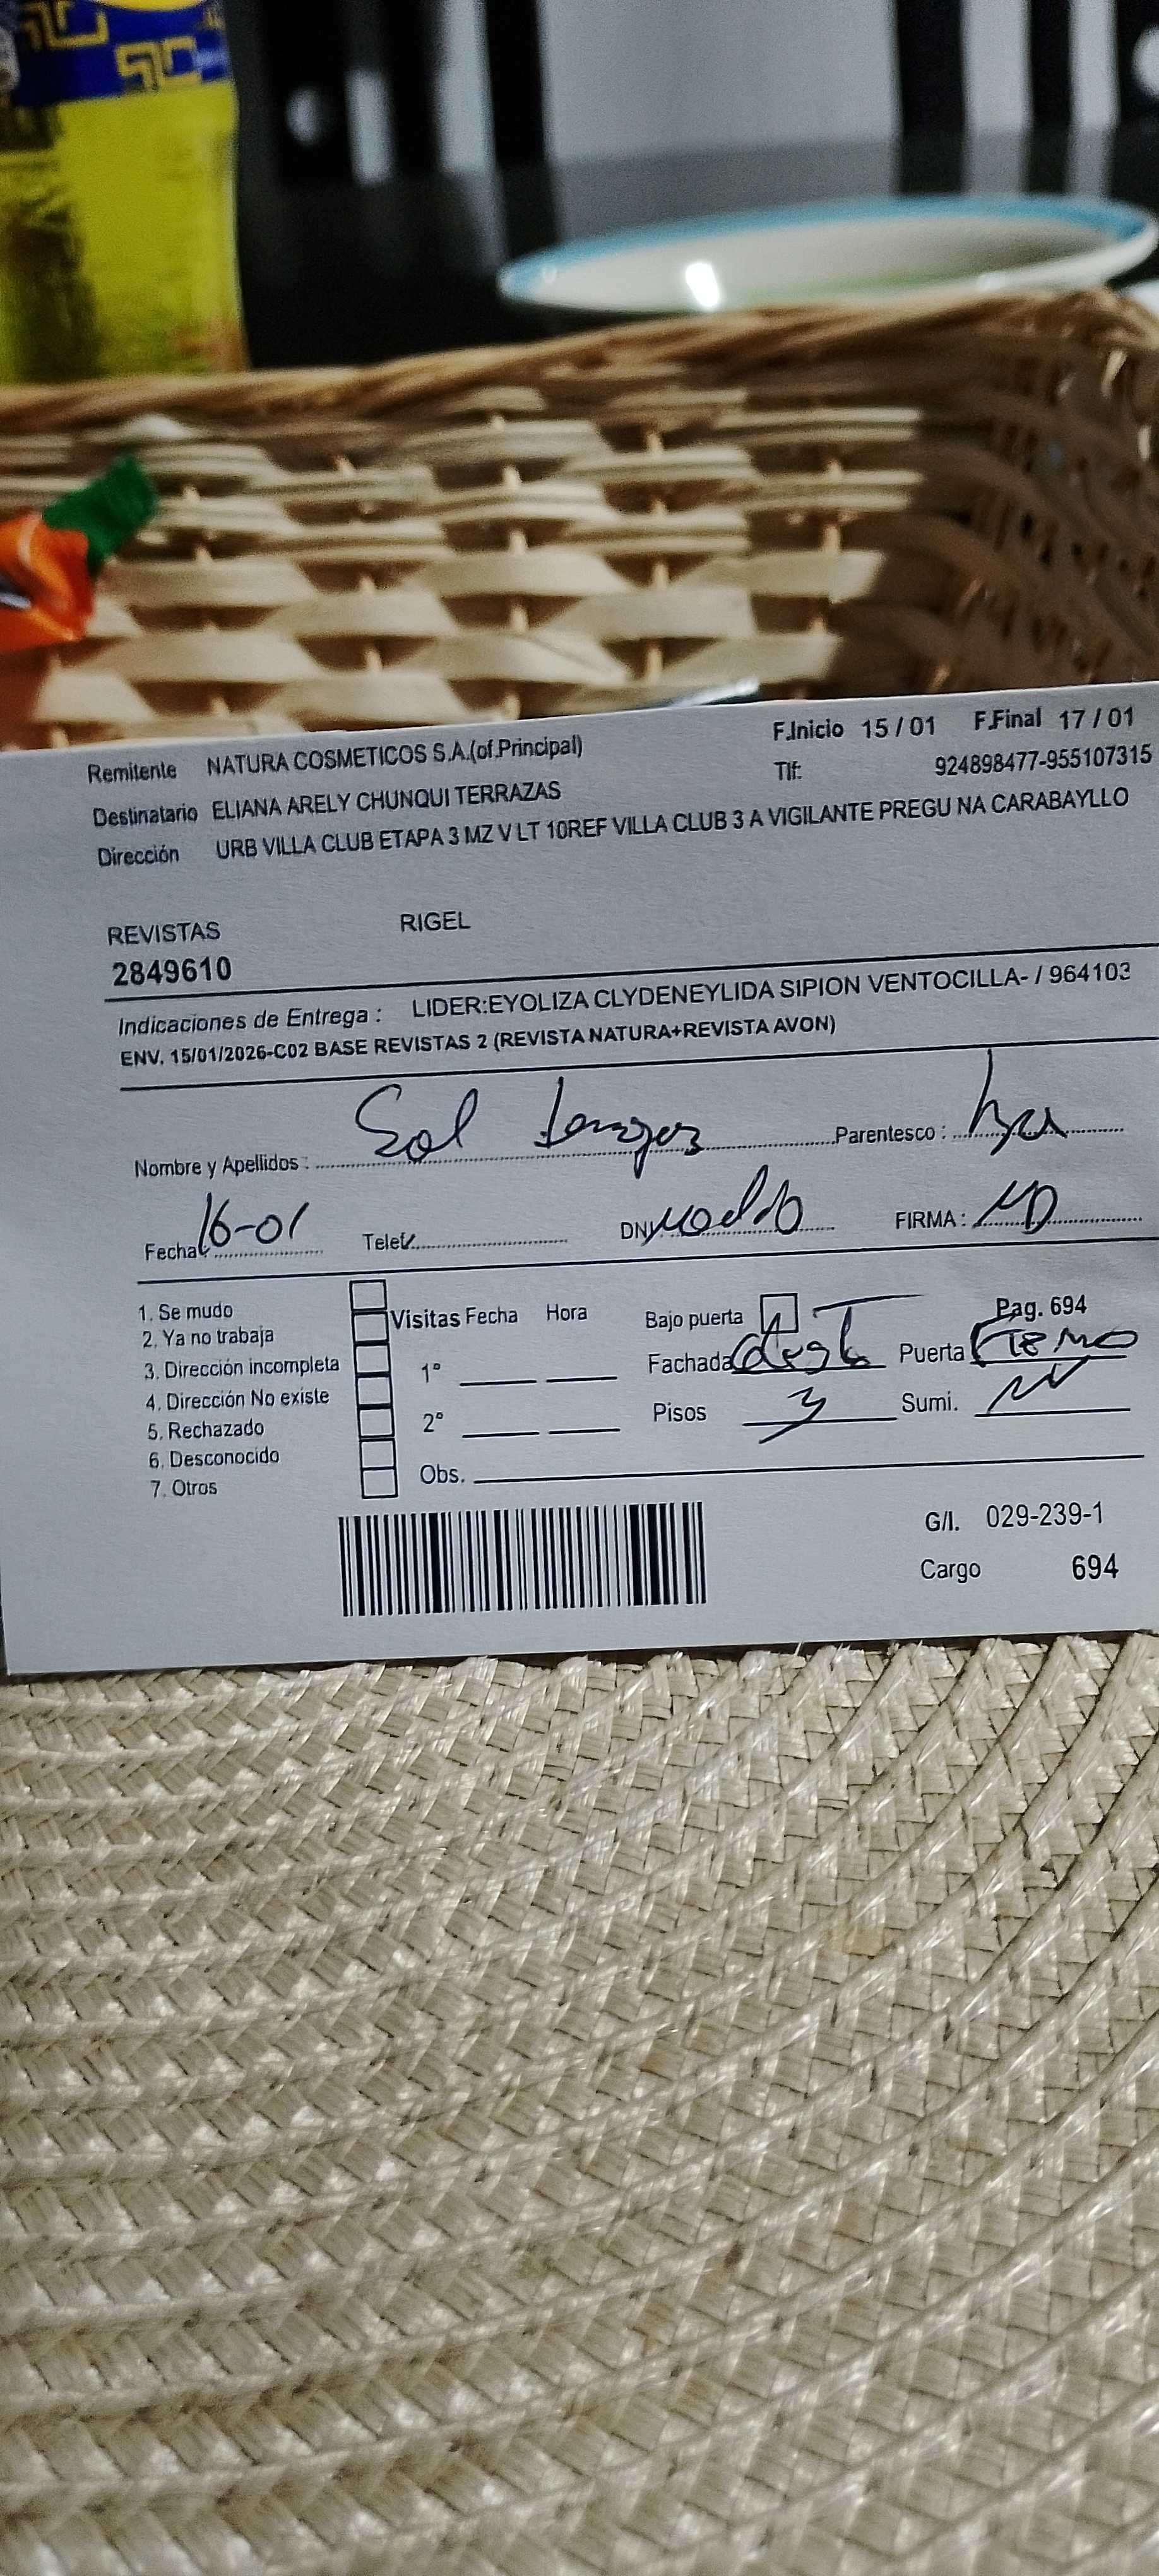 Remitente NATURA COSMETICOS S.A.(of.Principal) F.Inicio 15 / 01 F.Final 17 / 01
Destinatario ELIANA ARELY CHUNQUI TERRAZAS Tlf: 924898477-955107315
Dirección URB VILLA CLUB ETAPA 3 MZ V LT 10REF VILLA CLUB 3 A VIGILANTE PREGU NA CARABAYLLO
REVISTAS RIGEL
2849610
Indicaciones de Entrega : LIDER:EYOLIZA CLYDENEYLIDA SIPION VENTOCILLA- / 964103
ENV. 15/01/2026-C02 BASE REVISTAS 2 (REVISTA NATURA+REVISTA AVON)
Nombre y Apellidos : Sol Parentesco :
Fecha 16-01 Telef. DNI FIRMA :
1. Se mudo Visitas Fecha Hora Bajo puerta Pag. 694
2. Ya no trabaja
3. Dirección incompleta 1° Fachada Puerta
4. Dirección No existe
5. Rechazado 2° Pisos 3 Sumi.
6. Desconocido
7. Otros Obs.
G/I. 029-239-1
Cargo 694